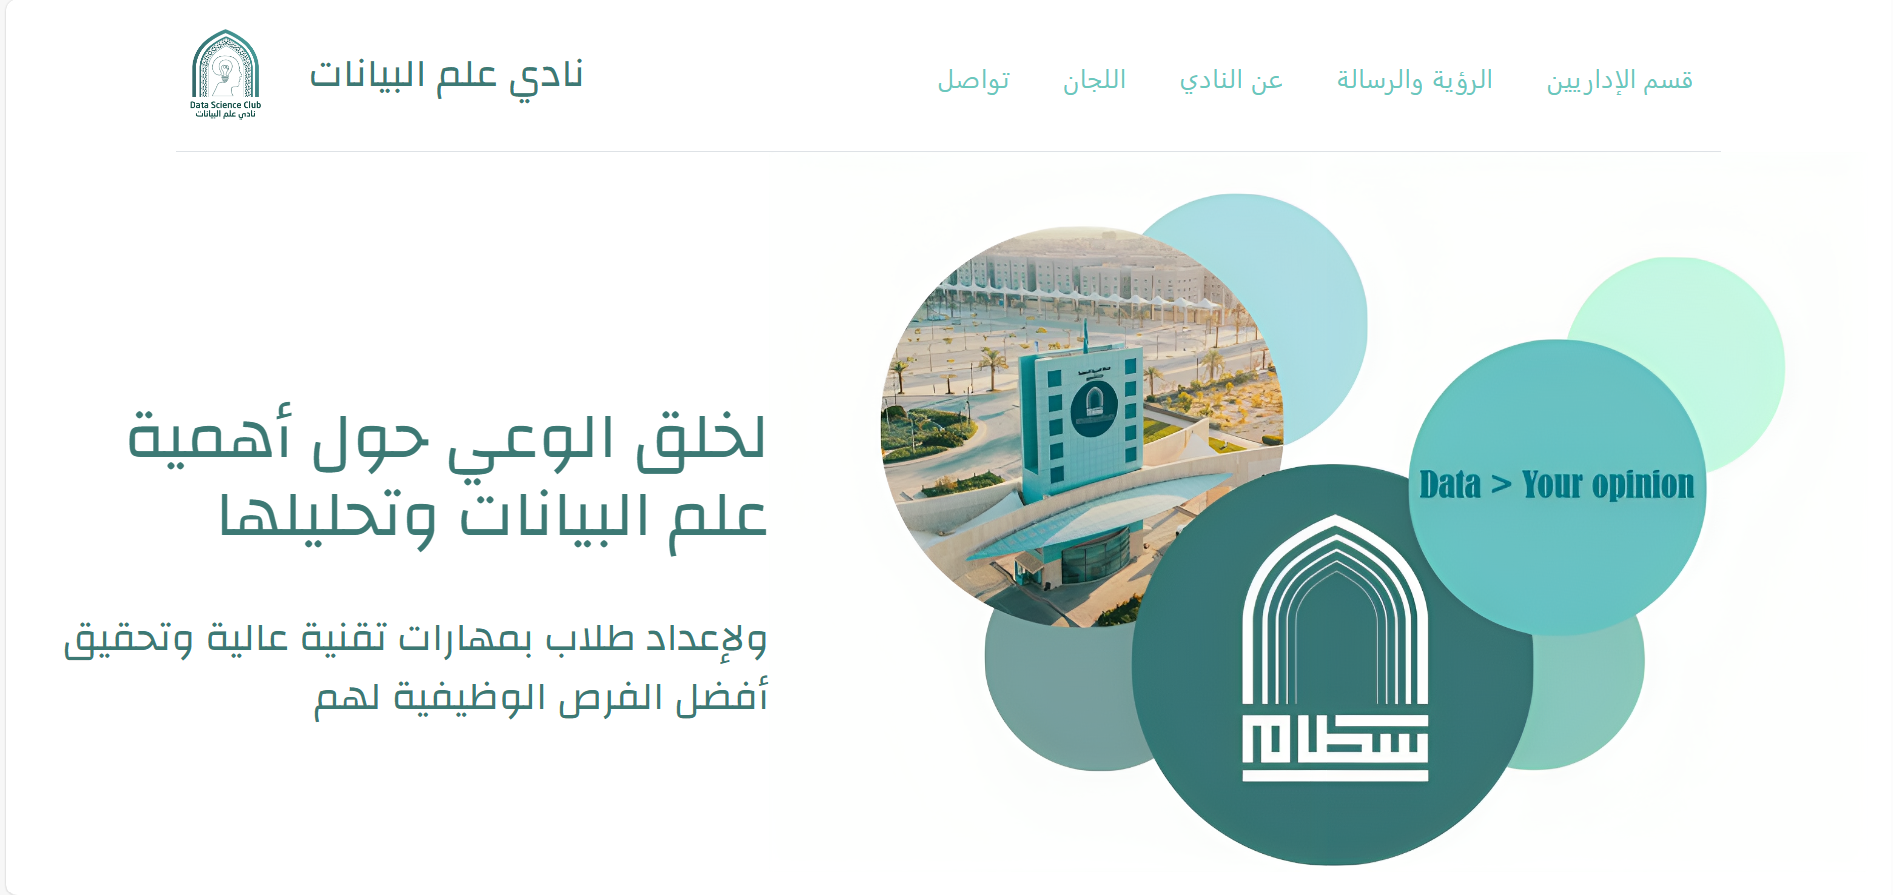 Data Science Club
نادي علم البيانات
نادي علم البيانات
قسم الإداريين
الرؤية والرسالة
عن النادي
اللجان
تواصل
لخلق الوعي حول أهمية
علم البيانات وتحليلها
ولإعداد طلاب بمهارات تقنية عالية وتحقيق
أفضل الفرص الوظيفية لهم
Data > Your opinion
سطام